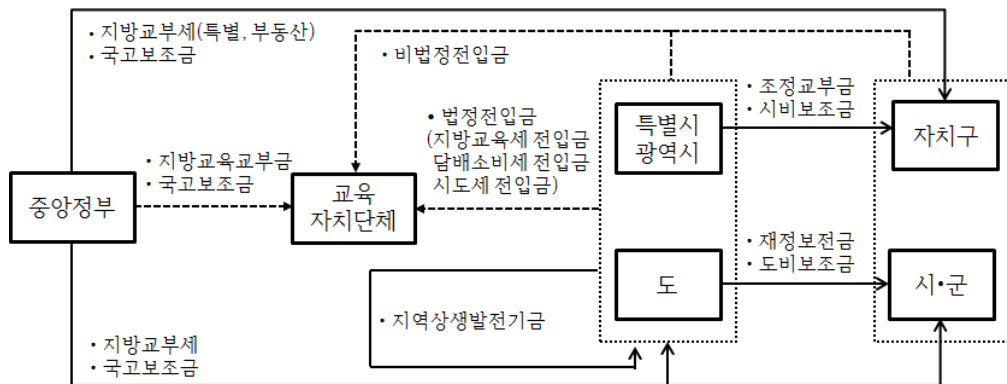 · 지방교부세(특별, 부동산)
· 국고보조금
· 비법정전입금
· 조정교부금
· 시비보조금
• 법정전입금
(지방교육세 전입금
담배소비세 전입금
시도세 전입금)
특별시
광역시
자치구
· 지방교육교부금
· 국고보조금
중앙정부
교육
자치단체
· 재정보전금
· 도비보조금
도
시•군
· 지역상생발전기금
· 지방교부세
· 국고보조금